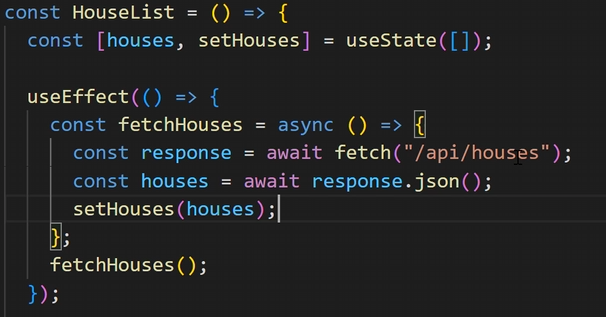 const HouseList = () => {
  const [houses, setHouses] = useState([]);

  useEffect(() => {
    const fetchHouses = async () => {
      const response = await fetch("/api/houses");
      const houses = await response.json();
      setHouses(houses);
    };
    fetchHouses();
  });